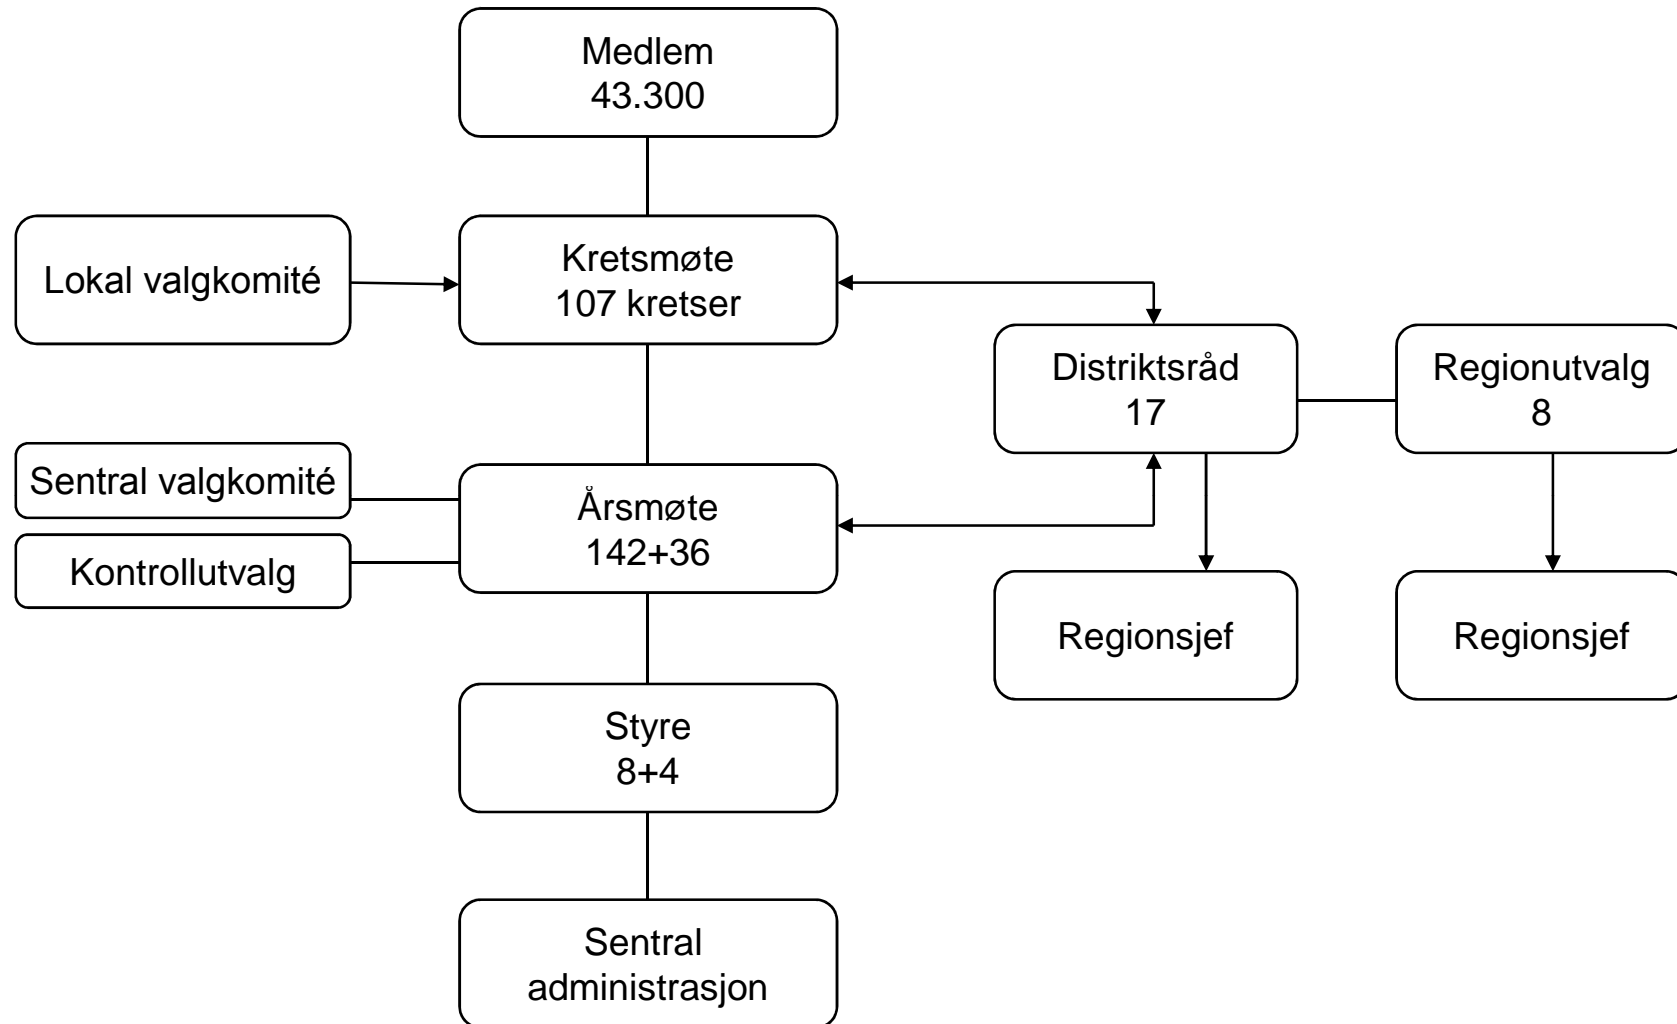 Medlem
43.300
Lokal valgkomité
Kretsmøte
107 kretser
Distriktsråd
17
Regionutvalg
8
Sentral valgkomité
Kontrollutvalg
Årsmøte
142+36
Regionsjef
Regionsjef
Styre
8+4
Sentral
administrasjon